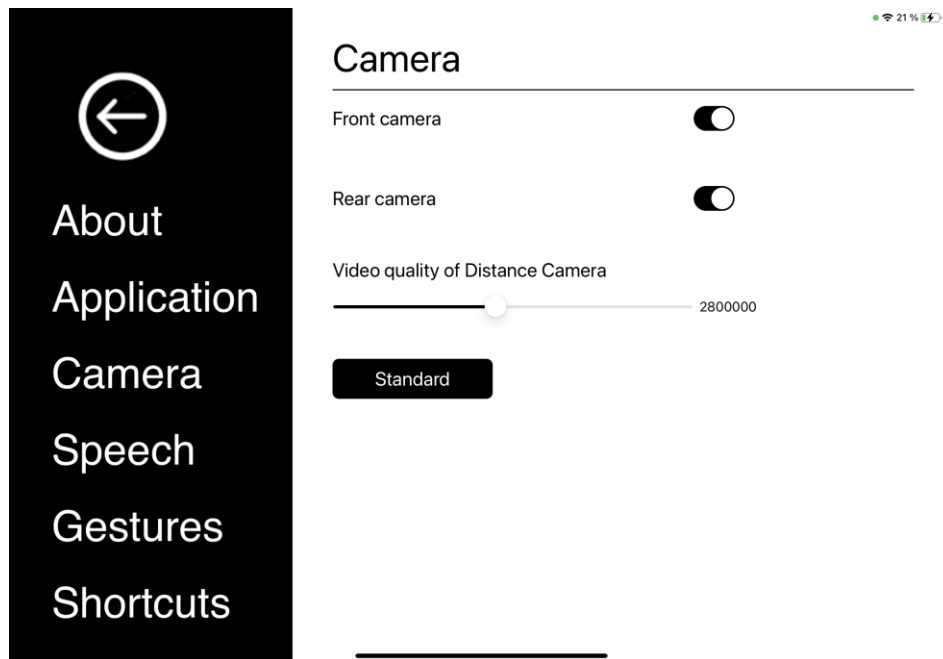 21 %
Camera
Front camera
Rear camera
Video quality of Distance Camera
2800000
Standard
About
Application
Camera
Speech
Gestures
Shortcuts